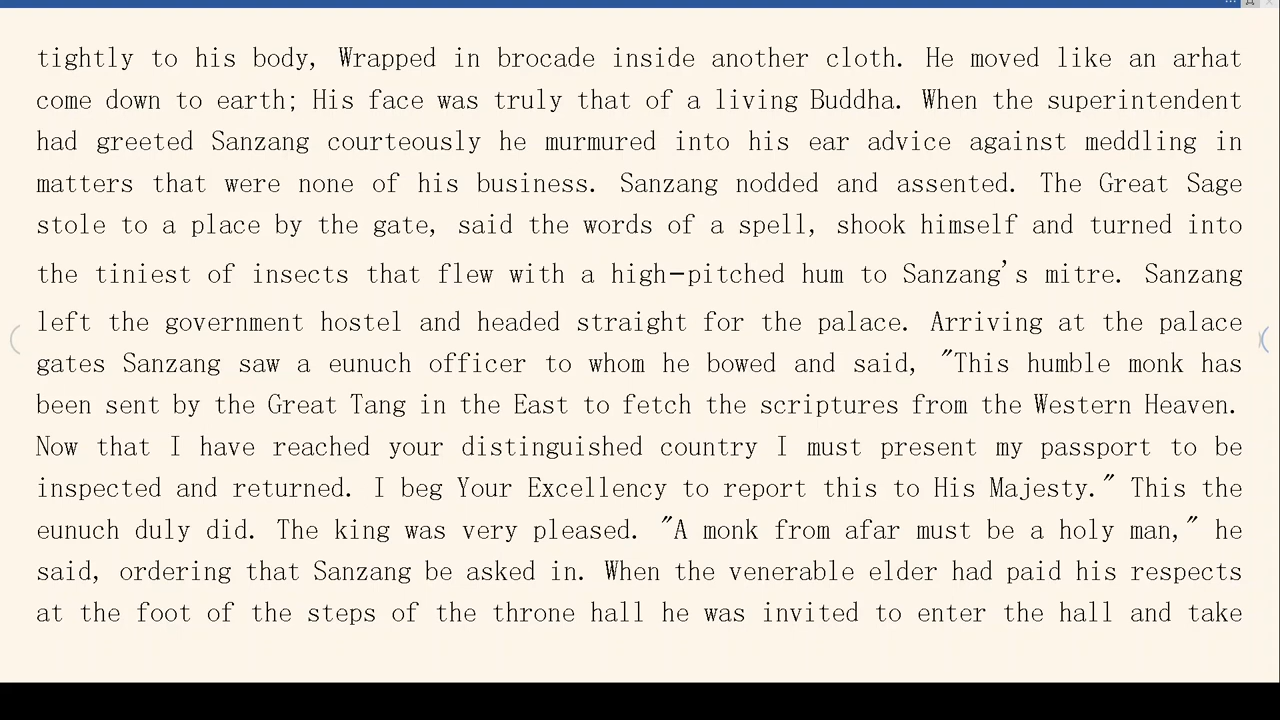 tightly to his body, Wrapped in brocade inside another cloth. He moved like an arhat
come down to earth; His face was truly that of a living Buddha. When the superintendent
had greeted Sanzang courteously he murmured into his ear advice against meddling in
matters that were none of his business. Sanzang nodded and assented. The Great Sage
stole to a place by the gate, said the words of a spell, shook himself and turned into
the tiniest of insects that flew with a high-pitched hum to Sanzang's mitre. Sanzang
left the government hostel and headed straight for the palace. Arriving at the palace
gates Sanzang saw a eunuch officer to whom he bowed and said, "This humble monk has
been sent by the Great Tang in the East to fetch the scriptures from the Western Heaven.
Now that I have reached your distinguished country I must present my passport to be
inspected and returned. I beg Your Excellency to report this to His Majesty." This the
eunuch duly did. The king was very pleased. "A monk from afar must be a holy man," he
said, ordering that Sanzang be asked in. When the venerable elder had paid his respects
at the foot of the steps of the throne hall he was invited to enter the hall and take